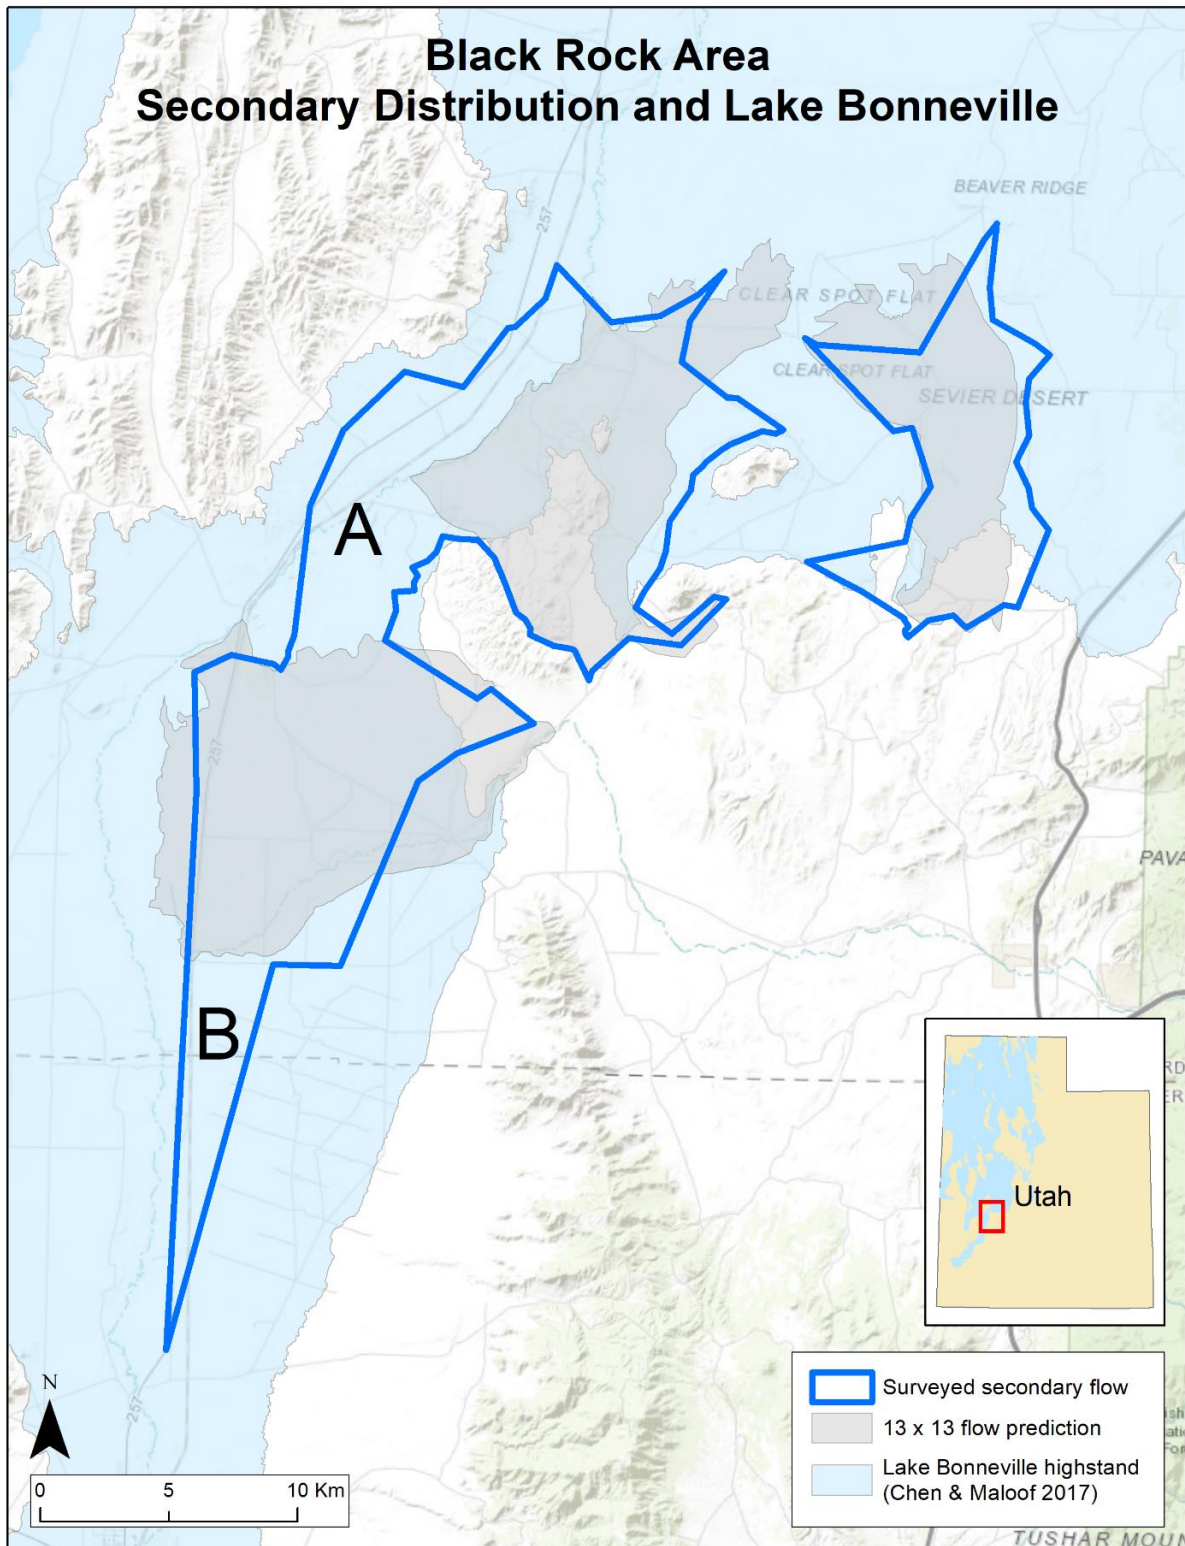 Black Rock Area
Secondary Distribution and Lake Bonneville
BEAVER RIDGE
257
CLEAR SPOT FLAT
CLEAR SPOT FLAT
SEVIER DESERT
A
257
PAVA
B
RD
ER
Utah
N
257
0 5 10 Km
Surveyed secondary flow
13 x 13 flow prediction
Lake Bonneville highstand
(Chen & Maloof 2017)
TUSHAR MOUN